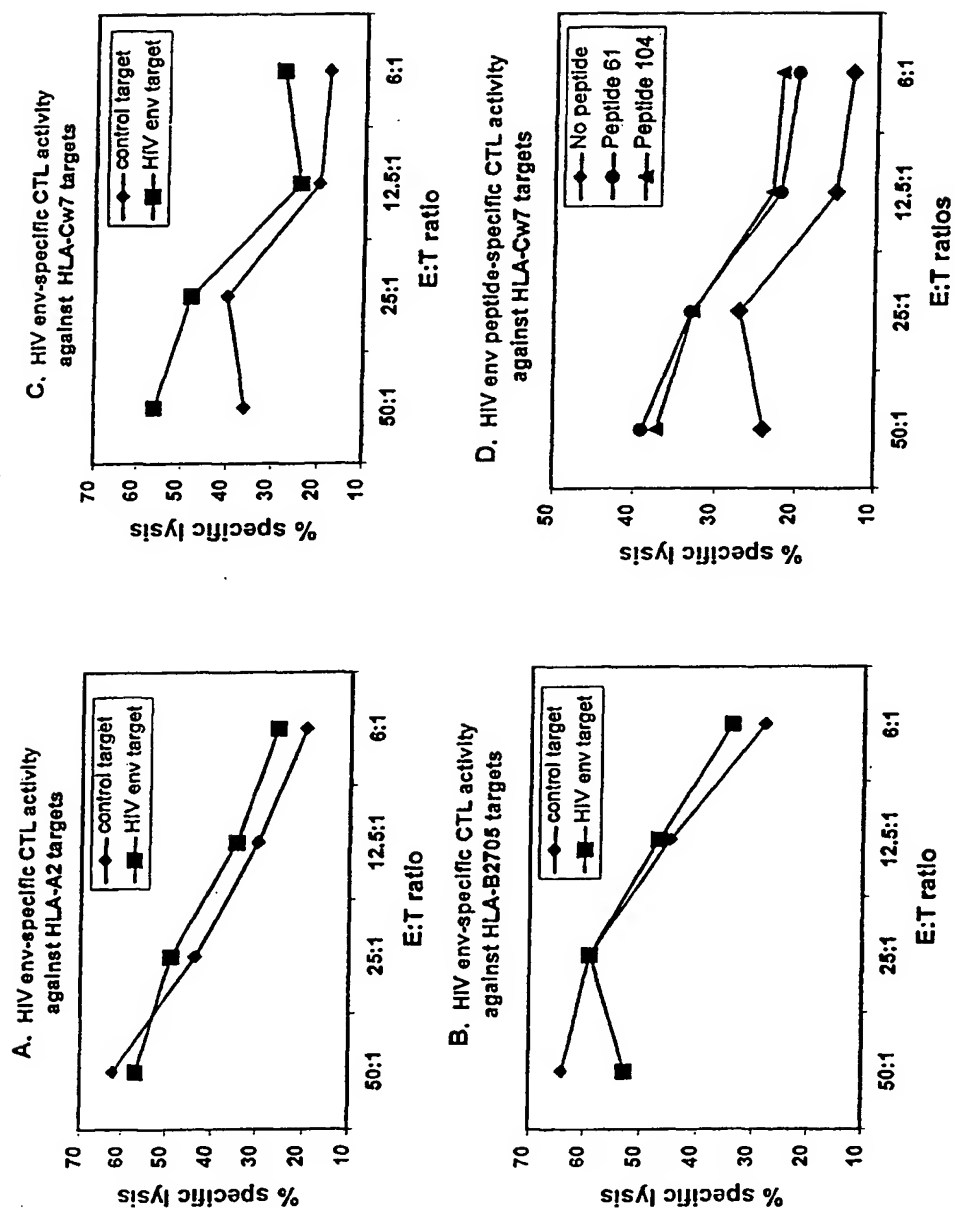 A. HIV env-specific CTL activity
against HLA-A2 targets
control target
HIV env target
% specific lysis
70
60
50
40
30
20
10
50:1
25:1
12.5:1
6:1
E:T ratio
B. HIV env-specific CTL activity
against HLA-B2705 targets
control target
HIV env target
% specific lysis
70
60
50
40
30
20
10
50:1
25:1
12.5:1
6:1
E:T ratio
C. HIV env-specific CTL activity
against HLA-Cw7 targets
control target
HIV env target
% specific lysis
70
60
50
40
30
20
10
50:1
25:1
12.5:1
6:1
E:T ratio
D. HIV env peptide-specific CTL activity
against HLA-Cw7 targets
No peptide
Peptide 61
Peptide 104
% specific lysis
50
40
30
20
10
50:1
25:1
12.5:1
6:1
E:T ratios